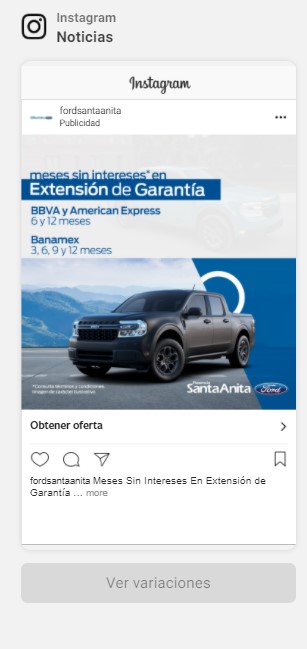 Instagram
Noticias
Instagram
fordsantaanita
Publicidad
meses sin intereses* en
Extensión de Garantía
BBVA y American Express
6 y 12 meses
Banamex
3, 6, 9 y 12 meses
*Consulta términos y condiciones.
Imagen de carácter ilustrativo.
SantaAnita Ford
Obtener oferta
fordsantaanita Meses Sin Intereses En Extensión de
Garantía ... more
Ver variaciones